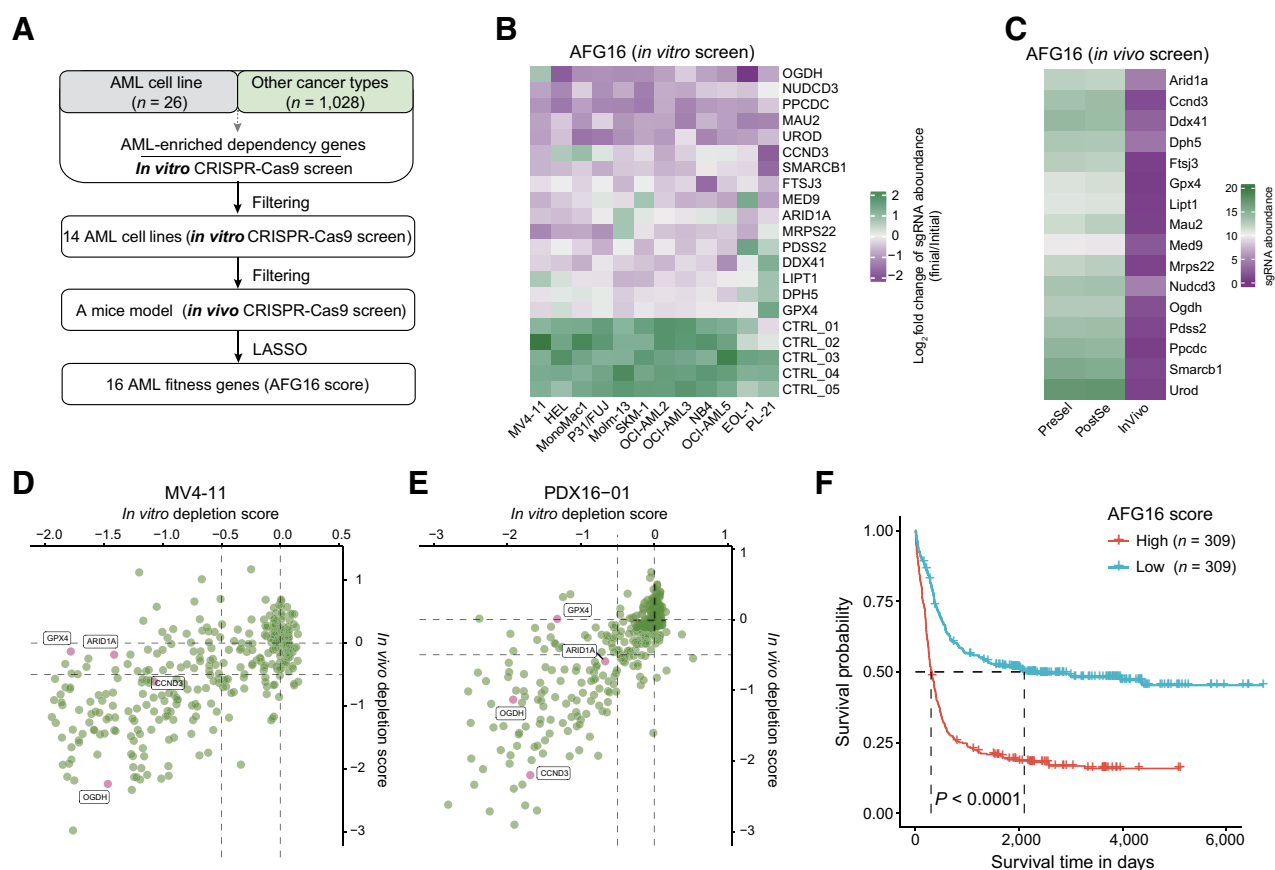 A
AML cell line
(n = 26)
Other cancer types
(n = 1,028)
AML-enriched dependency genes
In vitro CRISPR-Cas9 screen
Filtering
14 AML cell lines (in vitro CRISPR-Cas9 screen)
Filtering
A mice model (in vivo CRISPR-Cas9 screen)
LASSO
16 AML fitness genes (AFG16 score)
B
AFG16 (in vitro screen)
OGDH
NUDCD3
PPCDC
MAU2
UROD
CCND3
SMARCB1
FTSJ3
MED9
ARID1A
MRPS22
PDSS2
DDX41
LIPT1
DPH5
GPX4
CTRL_01
CTRL_02
CTRL_03
CTRL_04
CTRL_05
MV4-11
HEL
MonoMac1
P31/FUJ
Molm-13
SKM-1
OCI-AML2
OCI-AML3
NB4
OCI-AML5
EOL-1
PL-21
2
1
0
−1
−2
Log2 fold change of sgRNA abundance
(finial/Initial)
C
AFG16 (in vivo screen)
Arid1a
Ccnd3
Ddx41
Dph5
Ftsj3
Gpx4
Lipt1
Mau2
Med9
Mrps22
Nudcd3
Ogdh
Pdss2
Ppcdc
Smarcb1
Urod
PreSel
PostSe
InVivo
20
15
10
5
0
sgRNA abundance
D
MV4-11
In vitro depletion score
−2.0
−1.5
−1.0
−0.5
0.0
0.5
1
0
−1
−2
−3
In vivo depletion score
GPX4
ARID1A
CCND3
OGDH
E
PDX16−01
In vitro depletion score
−3
−2
−1
0
1
1
0
−1
−2
−3
In vivo depletion score
GPX4
ARID1A
OGDH
CCND3
F
AFG16 score
High (n = 309)
Low (n = 309)
Survival probability
1.00
0.75
0.50
0.25
0.00
P < 0.0001
0
2,000
4,000
6,000
Survival time in days